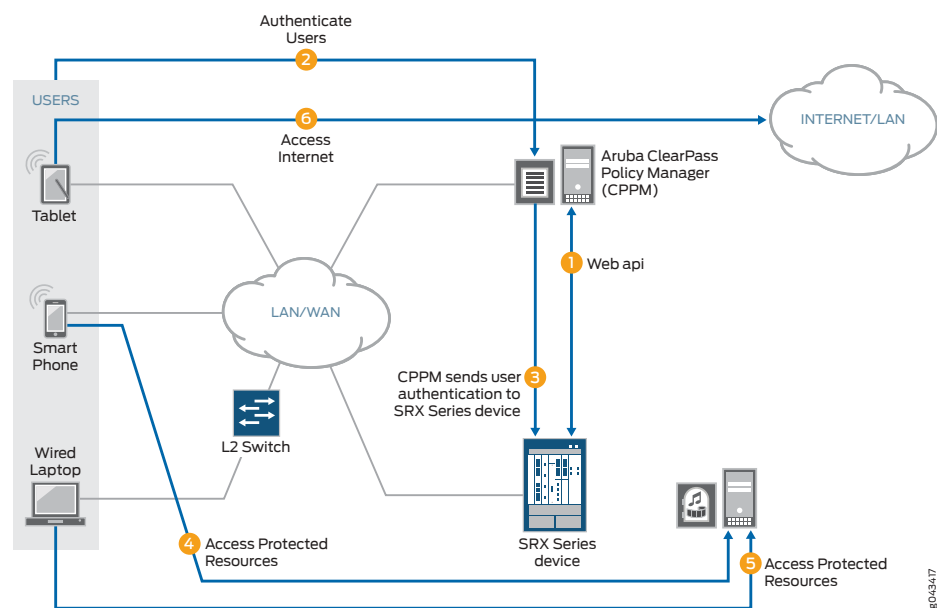 Authenticate
Users
2
USERS
6
Access
Internet
INTERNET/LAN
Aruba ClearPass
Policy Manager
(CPPM)
Tablet
1 Web api
LAN/WAN
Smart
Phone
CPPM sends user
authentication to
SRX Series device
3
L2 Switch
Wired
Laptop
4 Access Protected
Resources
SRX Series
device
5 Access Protected
Resources
g043417